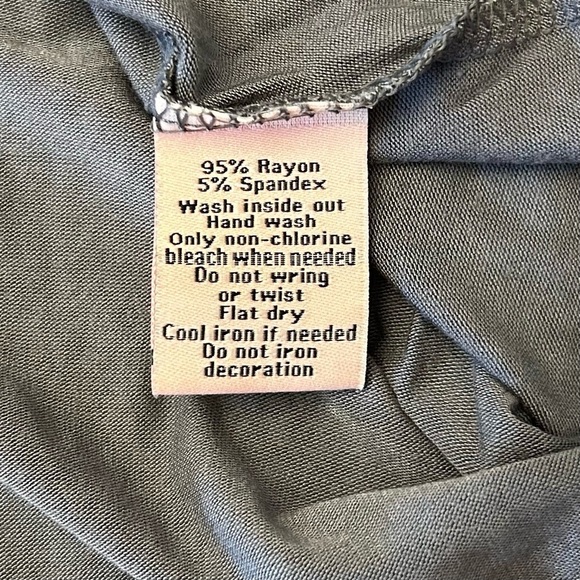 95% Rayon
5% Spandex
Wash inside out
Hand wash
Only non-chlorine
bleach when needed
Do not wring
or twist
Flat dry
Cool iron if needed
Do not iron
decoration